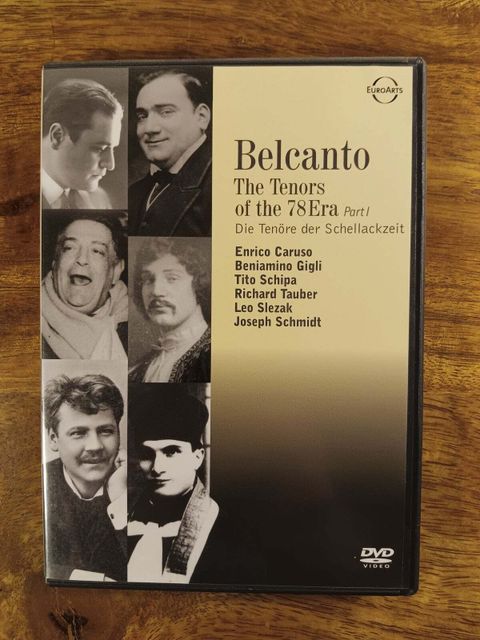 EUROARTS
Belcanto
The Tenors
of the 78Era Part I
Die Tenöre der Schellackzeit
Enrico Caruso
Beniamino Gigli
Tito Schipa
Richard Tauber
Leo Slezak
Joseph Schmidt
DVD
VIDEO